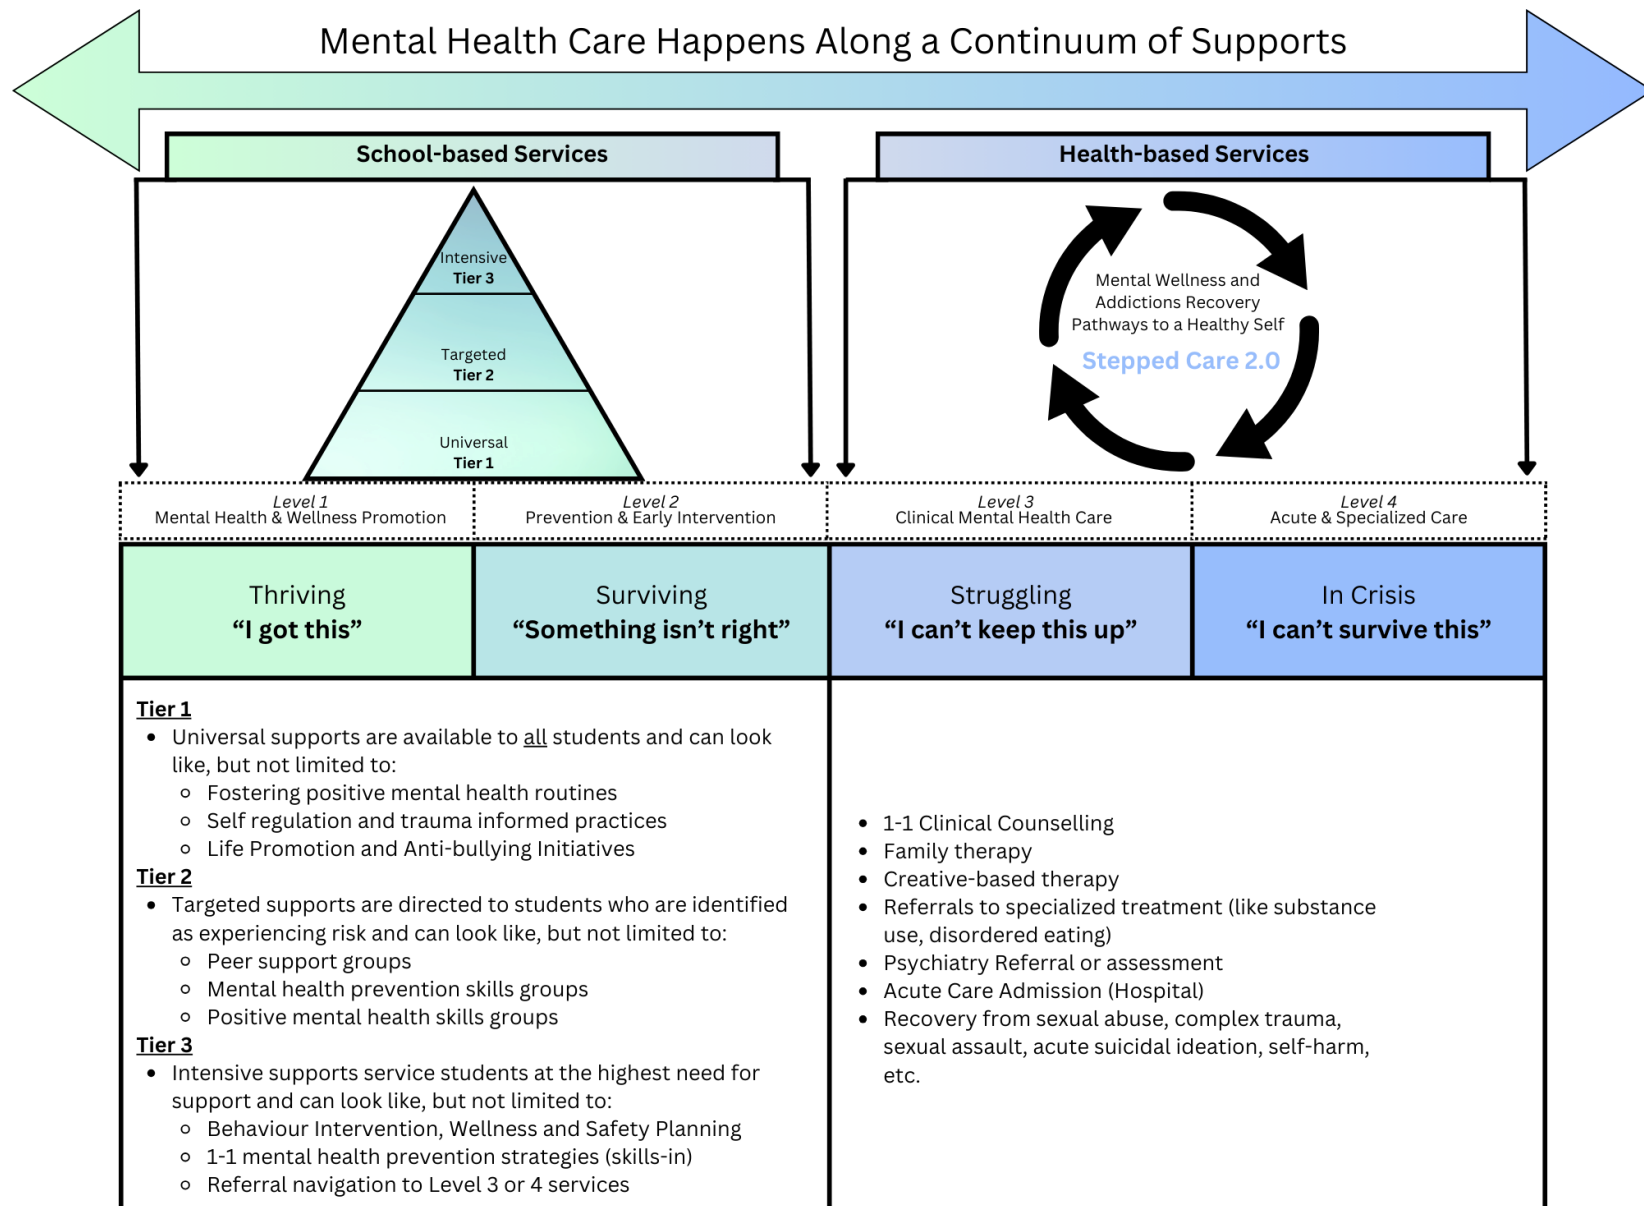 Mental Health Care Happens Along a Continuum of Supports
School-based Services
Intensive
Tier 3
Targeted
Tier 2
Universal
Tier 1
Health-based Services
Mental Wellness and
Addictions Recovery
Pathways to a Healthy Self
Stepped Care 2.0
Level 1
Mental Health & Wellness Promotion
Level 2
Prevention & Early Intervention
Level 3
Clinical Mental Health Care
Level 4
Acute & Specialized Care
Thriving
“I got this”
Surviving
“Something isn’t right”
Struggling
“I can’t keep this up”
In Crisis
“I can’t survive this”
Tier 1
• Universal supports are available to all students and can look
like, but not limited to:
◦ Fostering positive mental health routines
◦ Self regulation and trauma informed practices
◦ Life Promotion and Anti-bullying Initiatives
Tier 2
• Targeted supports are directed to students who are identified
as experiencing risk and can look like, but not limited to:
◦ Peer support groups
◦ Mental health prevention skills groups
◦ Positive mental health skills groups
Tier 3
• Intensive supports service students at the highest need for
support and can look like, but not limited to:
◦ Behaviour Intervention, Wellness and Safety Planning
◦ 1-1 mental health prevention strategies (skills-in)
◦ Referral navigation to Level 3 or 4 services
• 1-1 Clinical Counselling
• Family therapy
• Creative-based therapy
• Referrals to specialized treatment (like substance
use, disordered eating)
• Psychiatry Referral or assessment
• Acute Care Admission (Hospital)
• Recovery from sexual abuse, complex trauma,
sexual assault, acute suicidal ideation, self-harm,
etc.